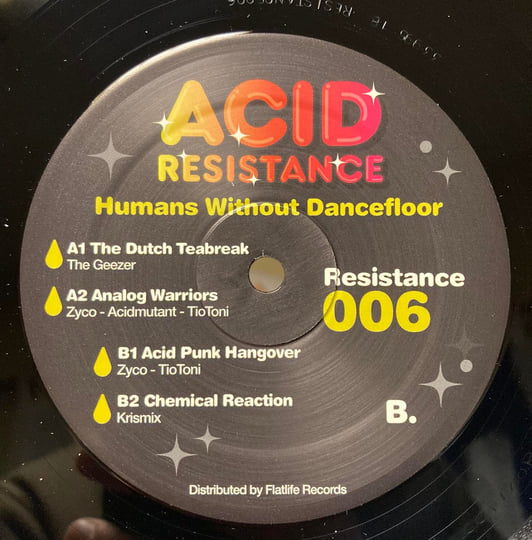 ACID
RESISTANCE
Humans Without Dancefloor
A1 The Dutch Teabreak
The Geezer
A2 Analog Warriors
Zyco - Acidmutant - TioToni
Resistance
006
B1 Acid Punk Hangover
Zyco - TioToni
B2 Chemical Reaction
Krismix
B.
Distributed by Flatlife Records